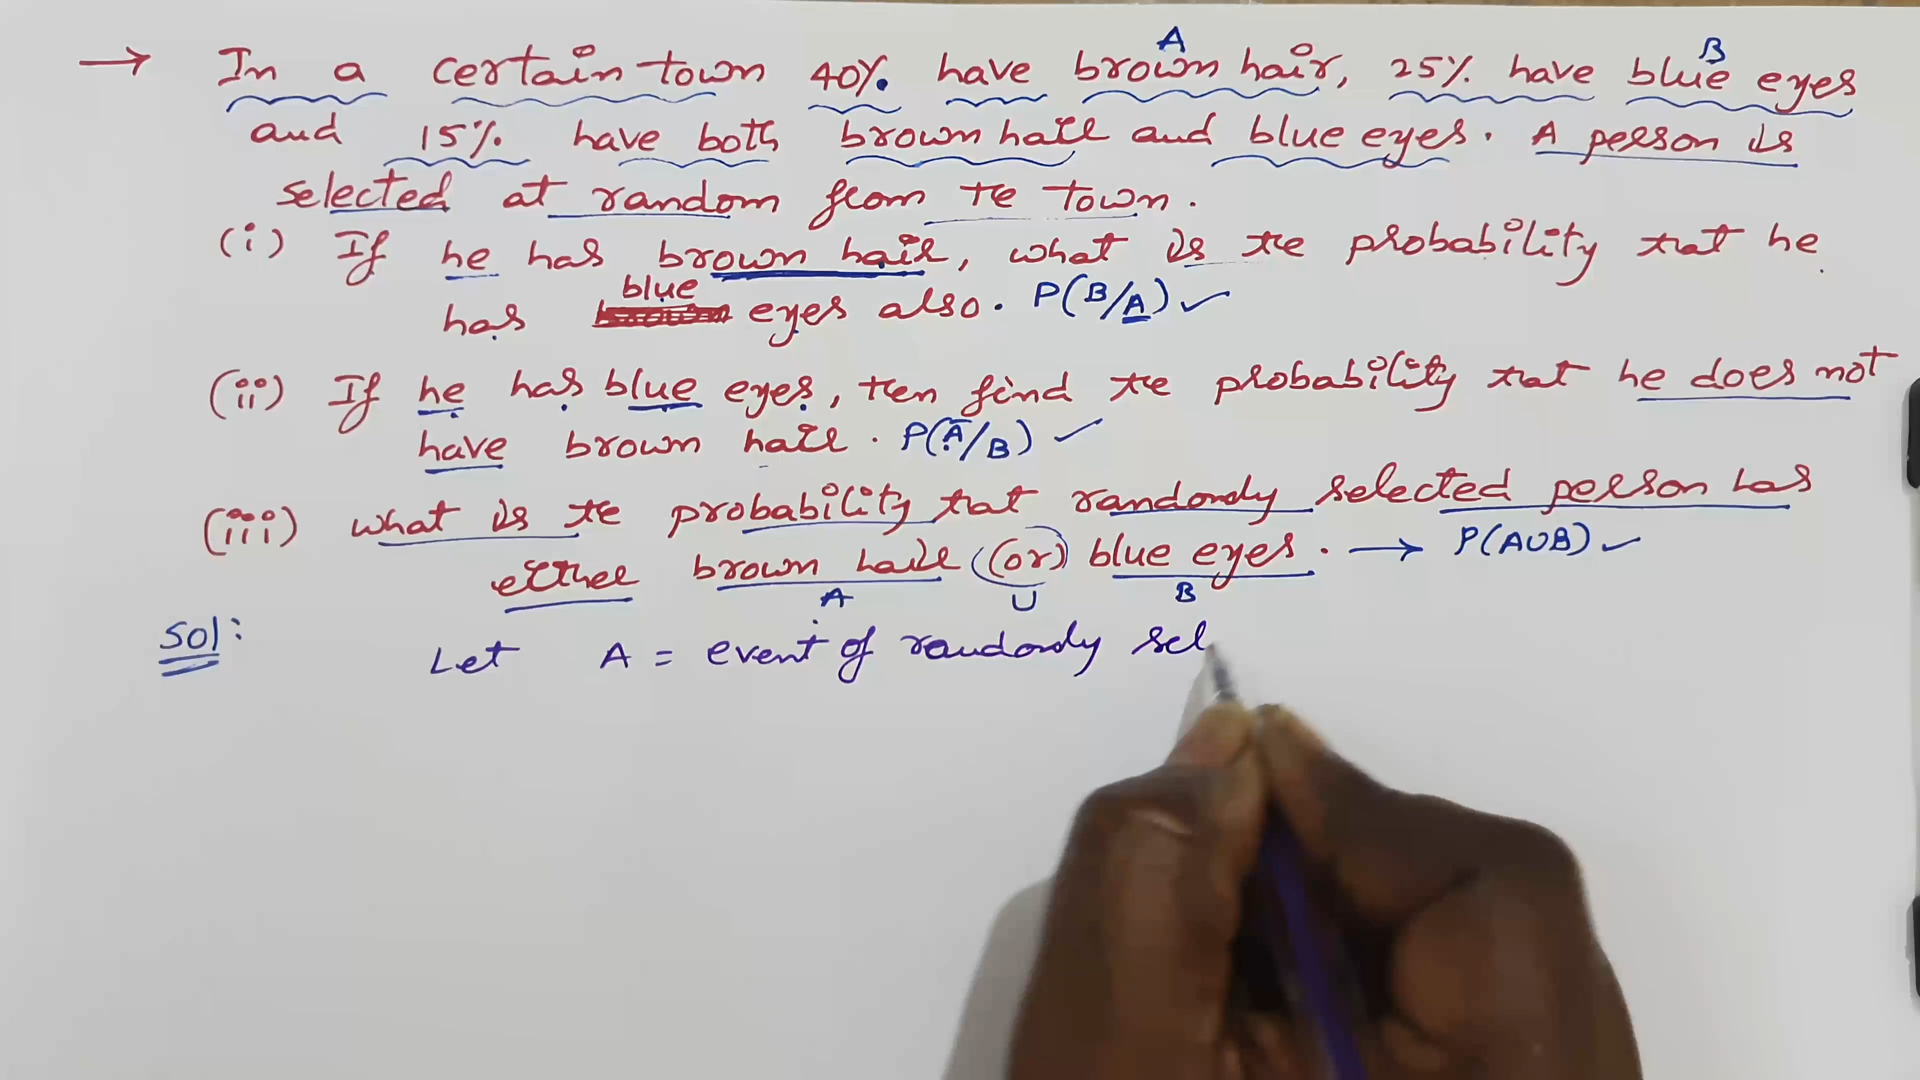 → In a certain town 40% have brown hair, 25% have blue eyes
A B
and 15% have both brown hair and blue eyes. A person is
selected at random from the town.
(i) If he has brown hair, what is the probability that he
has blue eyes also. P(B/A) ✓
(ii) If he has blue eyes, then find the probability that he does not
have brown hair. P(Ā/B) ✓
(iii) what is the probability that randomly selected person has
either brown hair (or) blue eyes. → P(A∪B) ✓
A ∪ B
Sol:
Let A = event of randomly sel